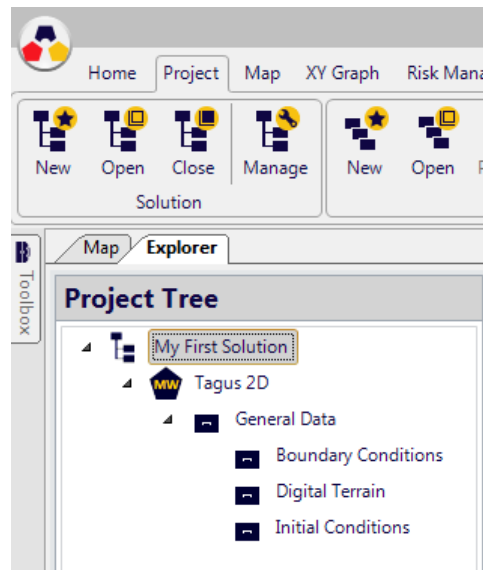 Home Project Map XY Graph Risk Mana
New Open Close Manage New Open
Solution
Toolbox
Map Explorer
Project Tree
My First Solution
MW Tagus 2D
General Data
Boundary Conditions
Digital Terrain
Initial Conditions